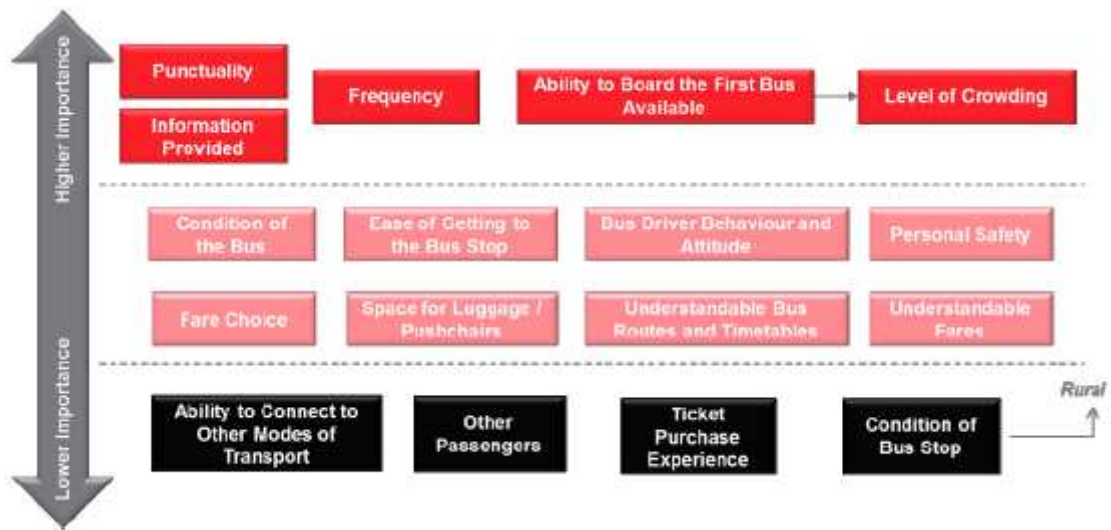 Higher Importance
Punctuality
Information
Provided
Frequency
Ability to Board the First Bus
Available
Level of Crowding
Condition of
the Bus
Ease of Getting to
the Bus Stop
Bus Driver Behaviour and
Attitude
Personal Safety
Fare Choice
Space for Luggage /
Pushchairs
Understandable Bus
Routes and Timetables
Understandable
Fares
Lower Importance
Ability to Connect to
Other Modes of
Transport
Other
Passengers
Ticket
Purchase
Experience
Condition of
Bus Stop
Rural